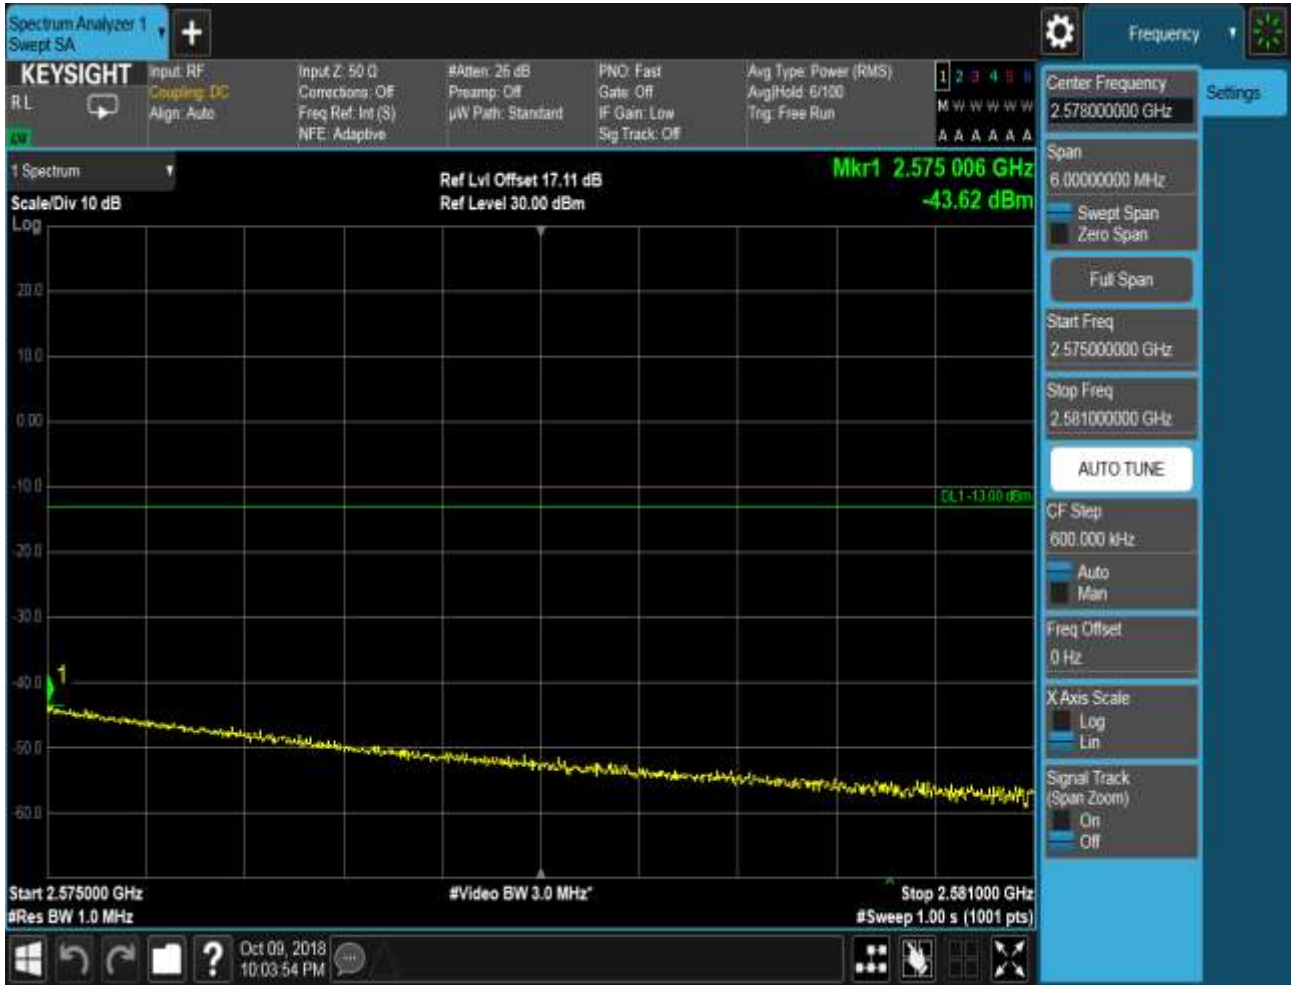 Spectrum Analyzer 1
Swept SA
+
Frequency
KEYSIGHT
R L
Input: RF
Coupling: DC
Align: Auto
Input Z: 50 Ω
Corrections: Off
Freq Ref: Int (S)
NFE: Adaptive
#Atten: 26 dB
Preamp: Off
µW Path: Standard
PNO: Fast
Gate: Off
IF Gain: Low
Sig Track: Off
Avg Type: Power (RMS)
Avg|Hold: 6/100
Trig: Free Run
1 2 3 4 5 6
M W W W W W
A A A A A A
1 Spectrum
Scale/Div 10 dB
Log
Ref Lvl Offset 17.11 dB
Ref Level 30.00 dBm
Mkr1 2.575 006 GHz
-43.62 dBm
20.0
10.0
0.00
-10.0
DL1 -13.00 dBm
-20.0
-30.0
-40.0
1
-50.0
-60.0
Start 2.575000 GHz
#Res BW 1.0 MHz
#Video BW 3.0 MHz*
Stop 2.581000 GHz
#Sweep 1.00 s (1001 pts)
?
Oct 09, 2018
10:03:54 PM
Center Frequency
2.578000000 GHz
Settings
Span
6.00000000 MHz
Swept Span
Zero Span
Full Span
Start Freq
2.575000000 GHz
Stop Freq
2.581000000 GHz
AUTO TUNE
CF Step
600.000 kHz
Auto
Man
Freq Offset
0 Hz
X Axis Scale
Log
Lin
Signal Track
(Span Zoom)
On
Off